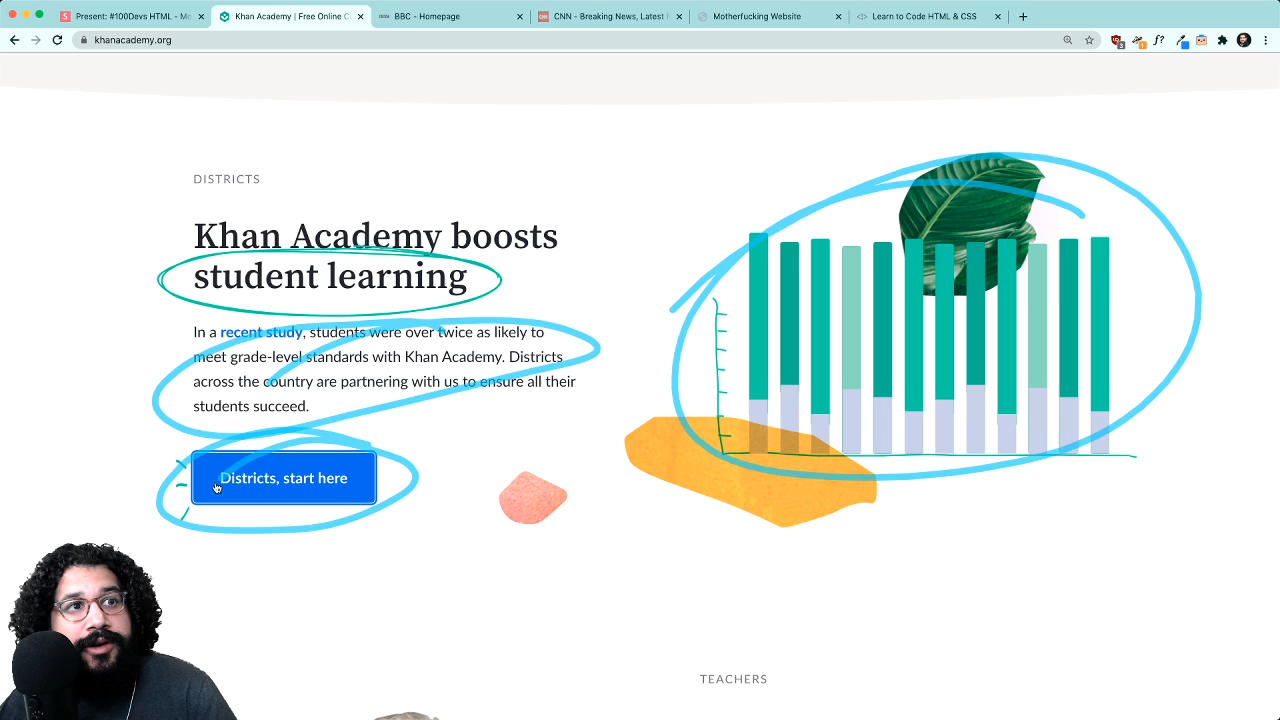 Present: #100Devs HTML - Mo
Khan Academy | Free Online C
BBC - Homepage
CNN - Breaking News, Latest N
Motherfucking Website
Learn to Code HTML & CSS
khanacademy.org
DISTRICTS
Khan Academy boosts
student learning
In a recent study, students were over twice as likely to
meet grade-level standards with Khan Academy. Districts
across the country are partnering with us to ensure all their
students succeed.
Districts, start here
TEACHERS